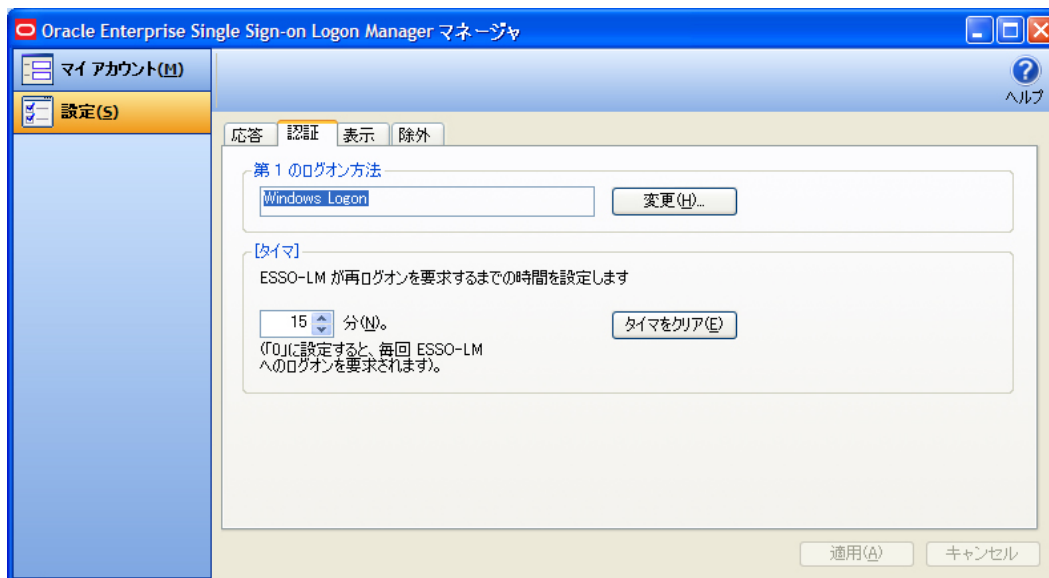 Oracle Enterprise Single Sign-on Logon Manager マネージャ
マイ アカウント(M)
設定(S)
ヘルプ
応答 認証 表示 除外
第 1 のログオン方法
Windows Logon 変更(H)...
[タイマ]
ESSO-LM が再ログオンを要求するまでの時間を設定します
15 分(N)。 タイマをクリア(E)
(「0」に設定すると、毎回 ESSO-LM
へのログオンを要求されます)。
適用(A) キャンセル